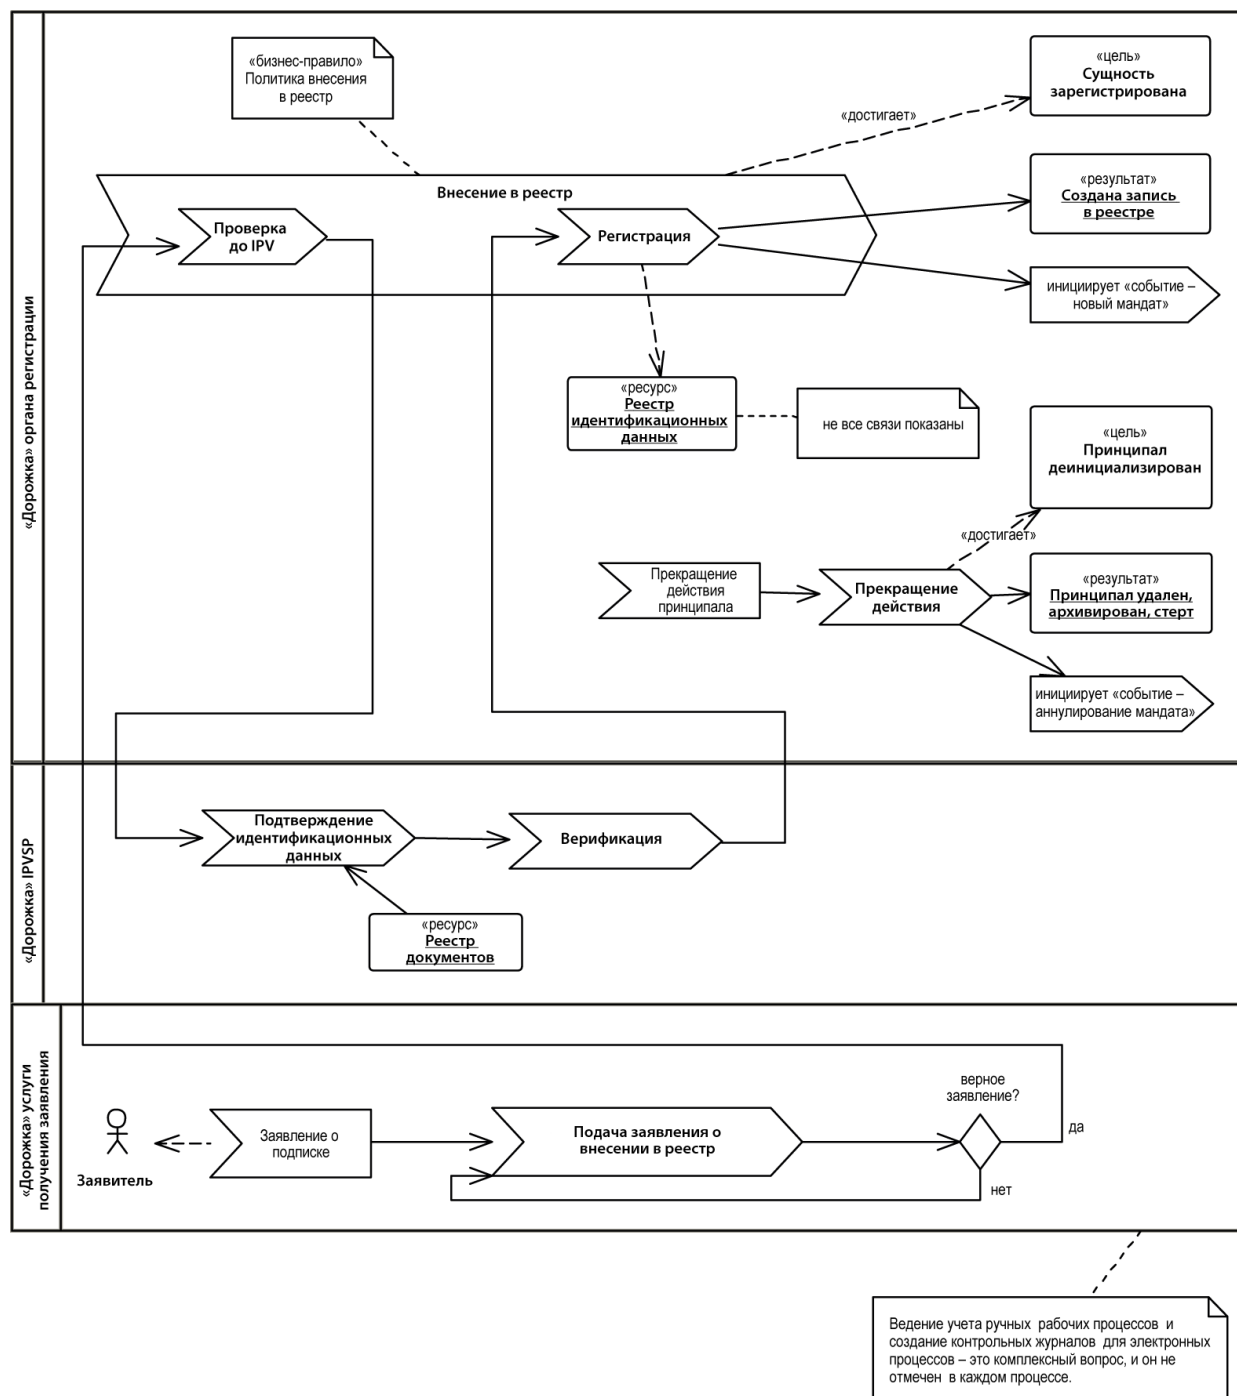 «Дорожка» органа регистрации
«бизнес-правило»
Политика внесения
в реестр
«цель»
Сущность
зарегистрирована
«достигает»
Внесение в реестр
Проверка
до IPV
Регистрация
«результат»
Создана запись
в реестре
инициирует «событие –
новый мандат»
«ресурс»
Реестр
идентификационных
данных
не все связи показаны
«цель»
Принципал
деинициализирован
«достигает»
Прекращение
действия
принципала
Прекращение
действия
«результат»
Принципал удален,
архивирован, стерт
инициирует «событие –
аннулирование мандата»
«Дорожка» IPVSP
Подтверждение
идентификационных
данных
Верификация
«ресурс»
Реестр
документов
«Дорожка» услуги
получения заявления
Заявитель
Заявление о
подписке
Подача заявления о
внесении в реестр
верное
заявление?
да
нет
Ведение учета ручных рабочих процессов и
создание контрольных журналов для электронных
процессов – это комплексный вопрос, и он не
отмечен в каждом процессе.